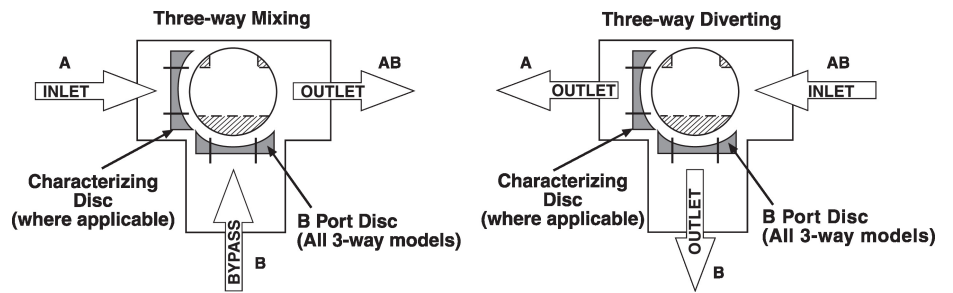 Three-way Mixing
A
INLET
AB
OUTLET
Characterizing
Disc
(where applicable)
BYPASS
B
B Port Disc
(All 3-way models)
Three-way Diverting
A
OUTLET
AB
INLET
Characterizing
Disc
(where applicable)
OUTLET
B
B Port Disc
(All 3-way models)